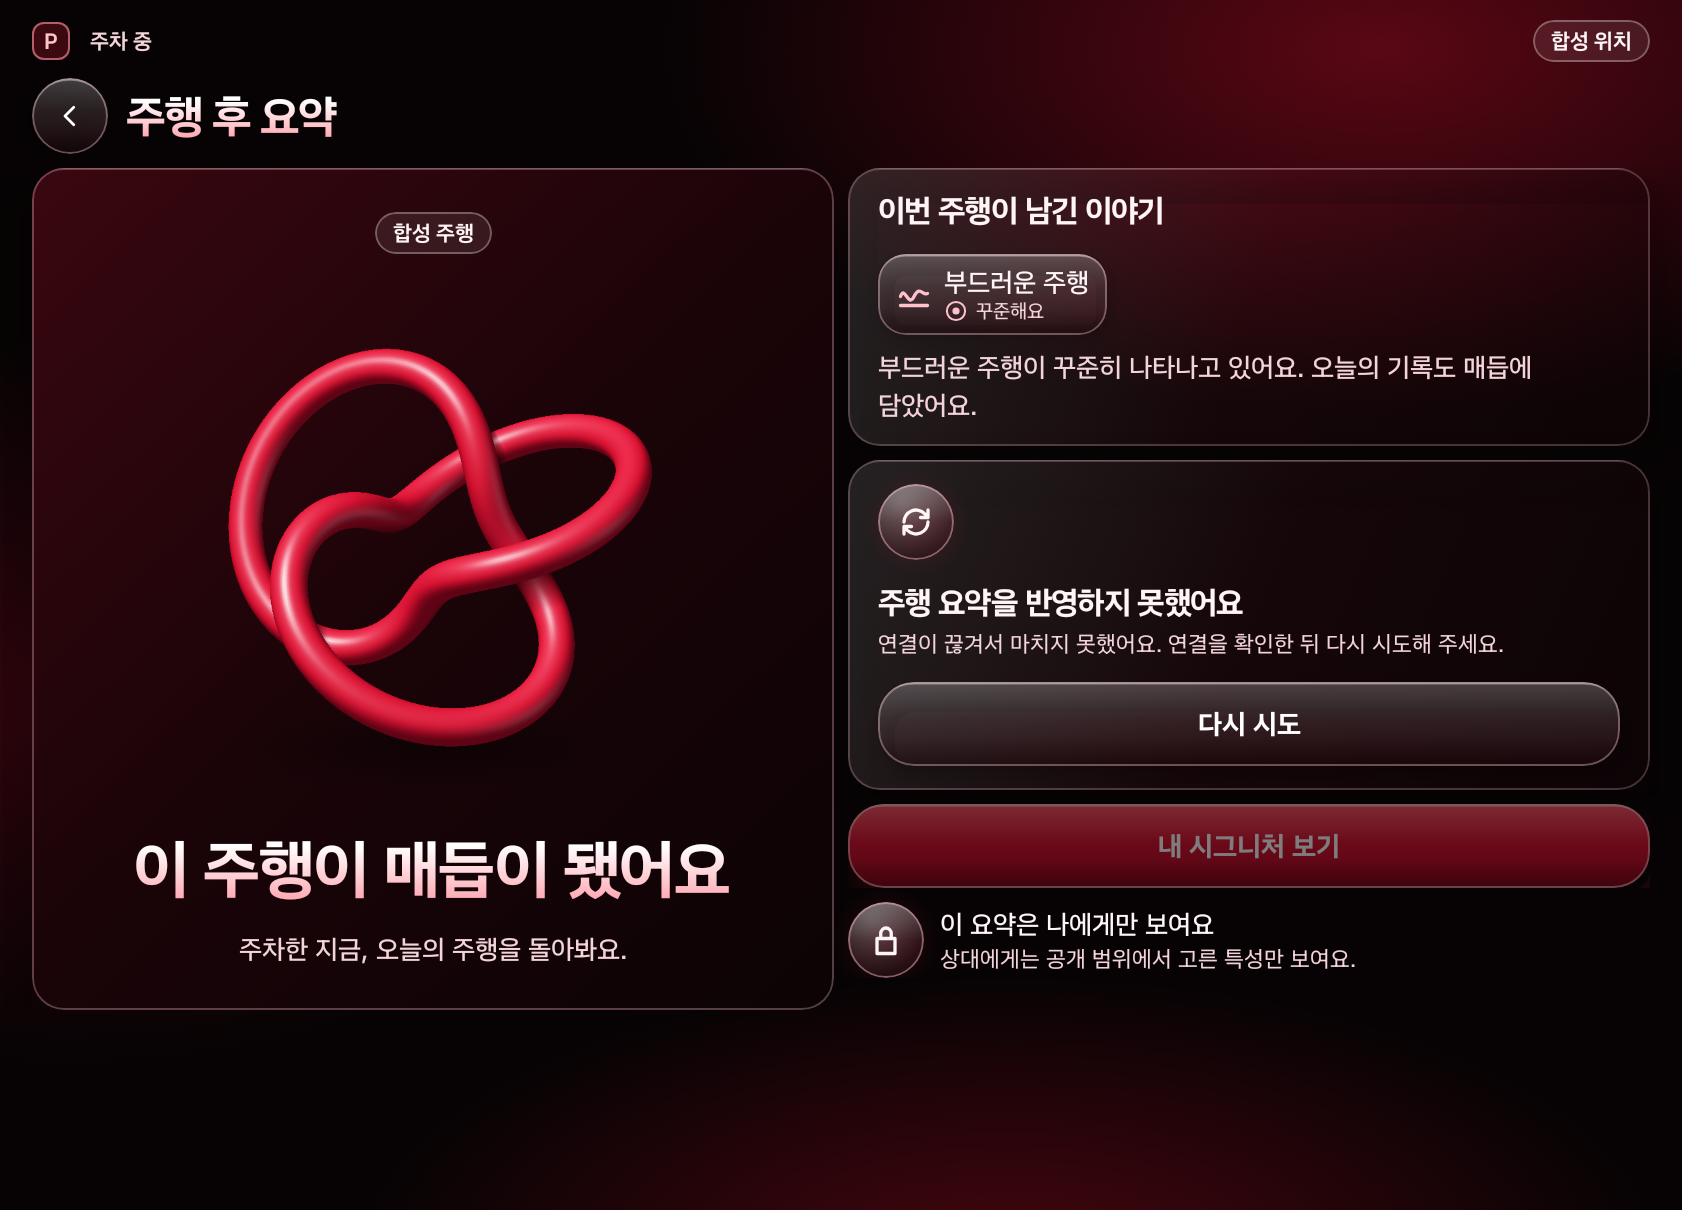 P 주차 중
합성 위치
주행 후 요약
합성 주행
이 주행이 매듭이 됐어요
주차한 지금, 오늘의 주행을 돌아봐요.
이번 주행이 남긴 이야기
부드러운 주행
꾸준해요
부드러운 주행이 꾸준히 나타나고 있어요. 오늘의 기록도 매듭에
담았어요.
주행 요약을 반영하지 못했어요
연결이 끊겨서 마치지 못했어요. 연결을 확인한 뒤 다시 시도해 주세요.
다시 시도
내 시그니처 보기
이 요약은 나에게만 보여요
상대에게는 공개 범위에서 고른 특성만 보여요.